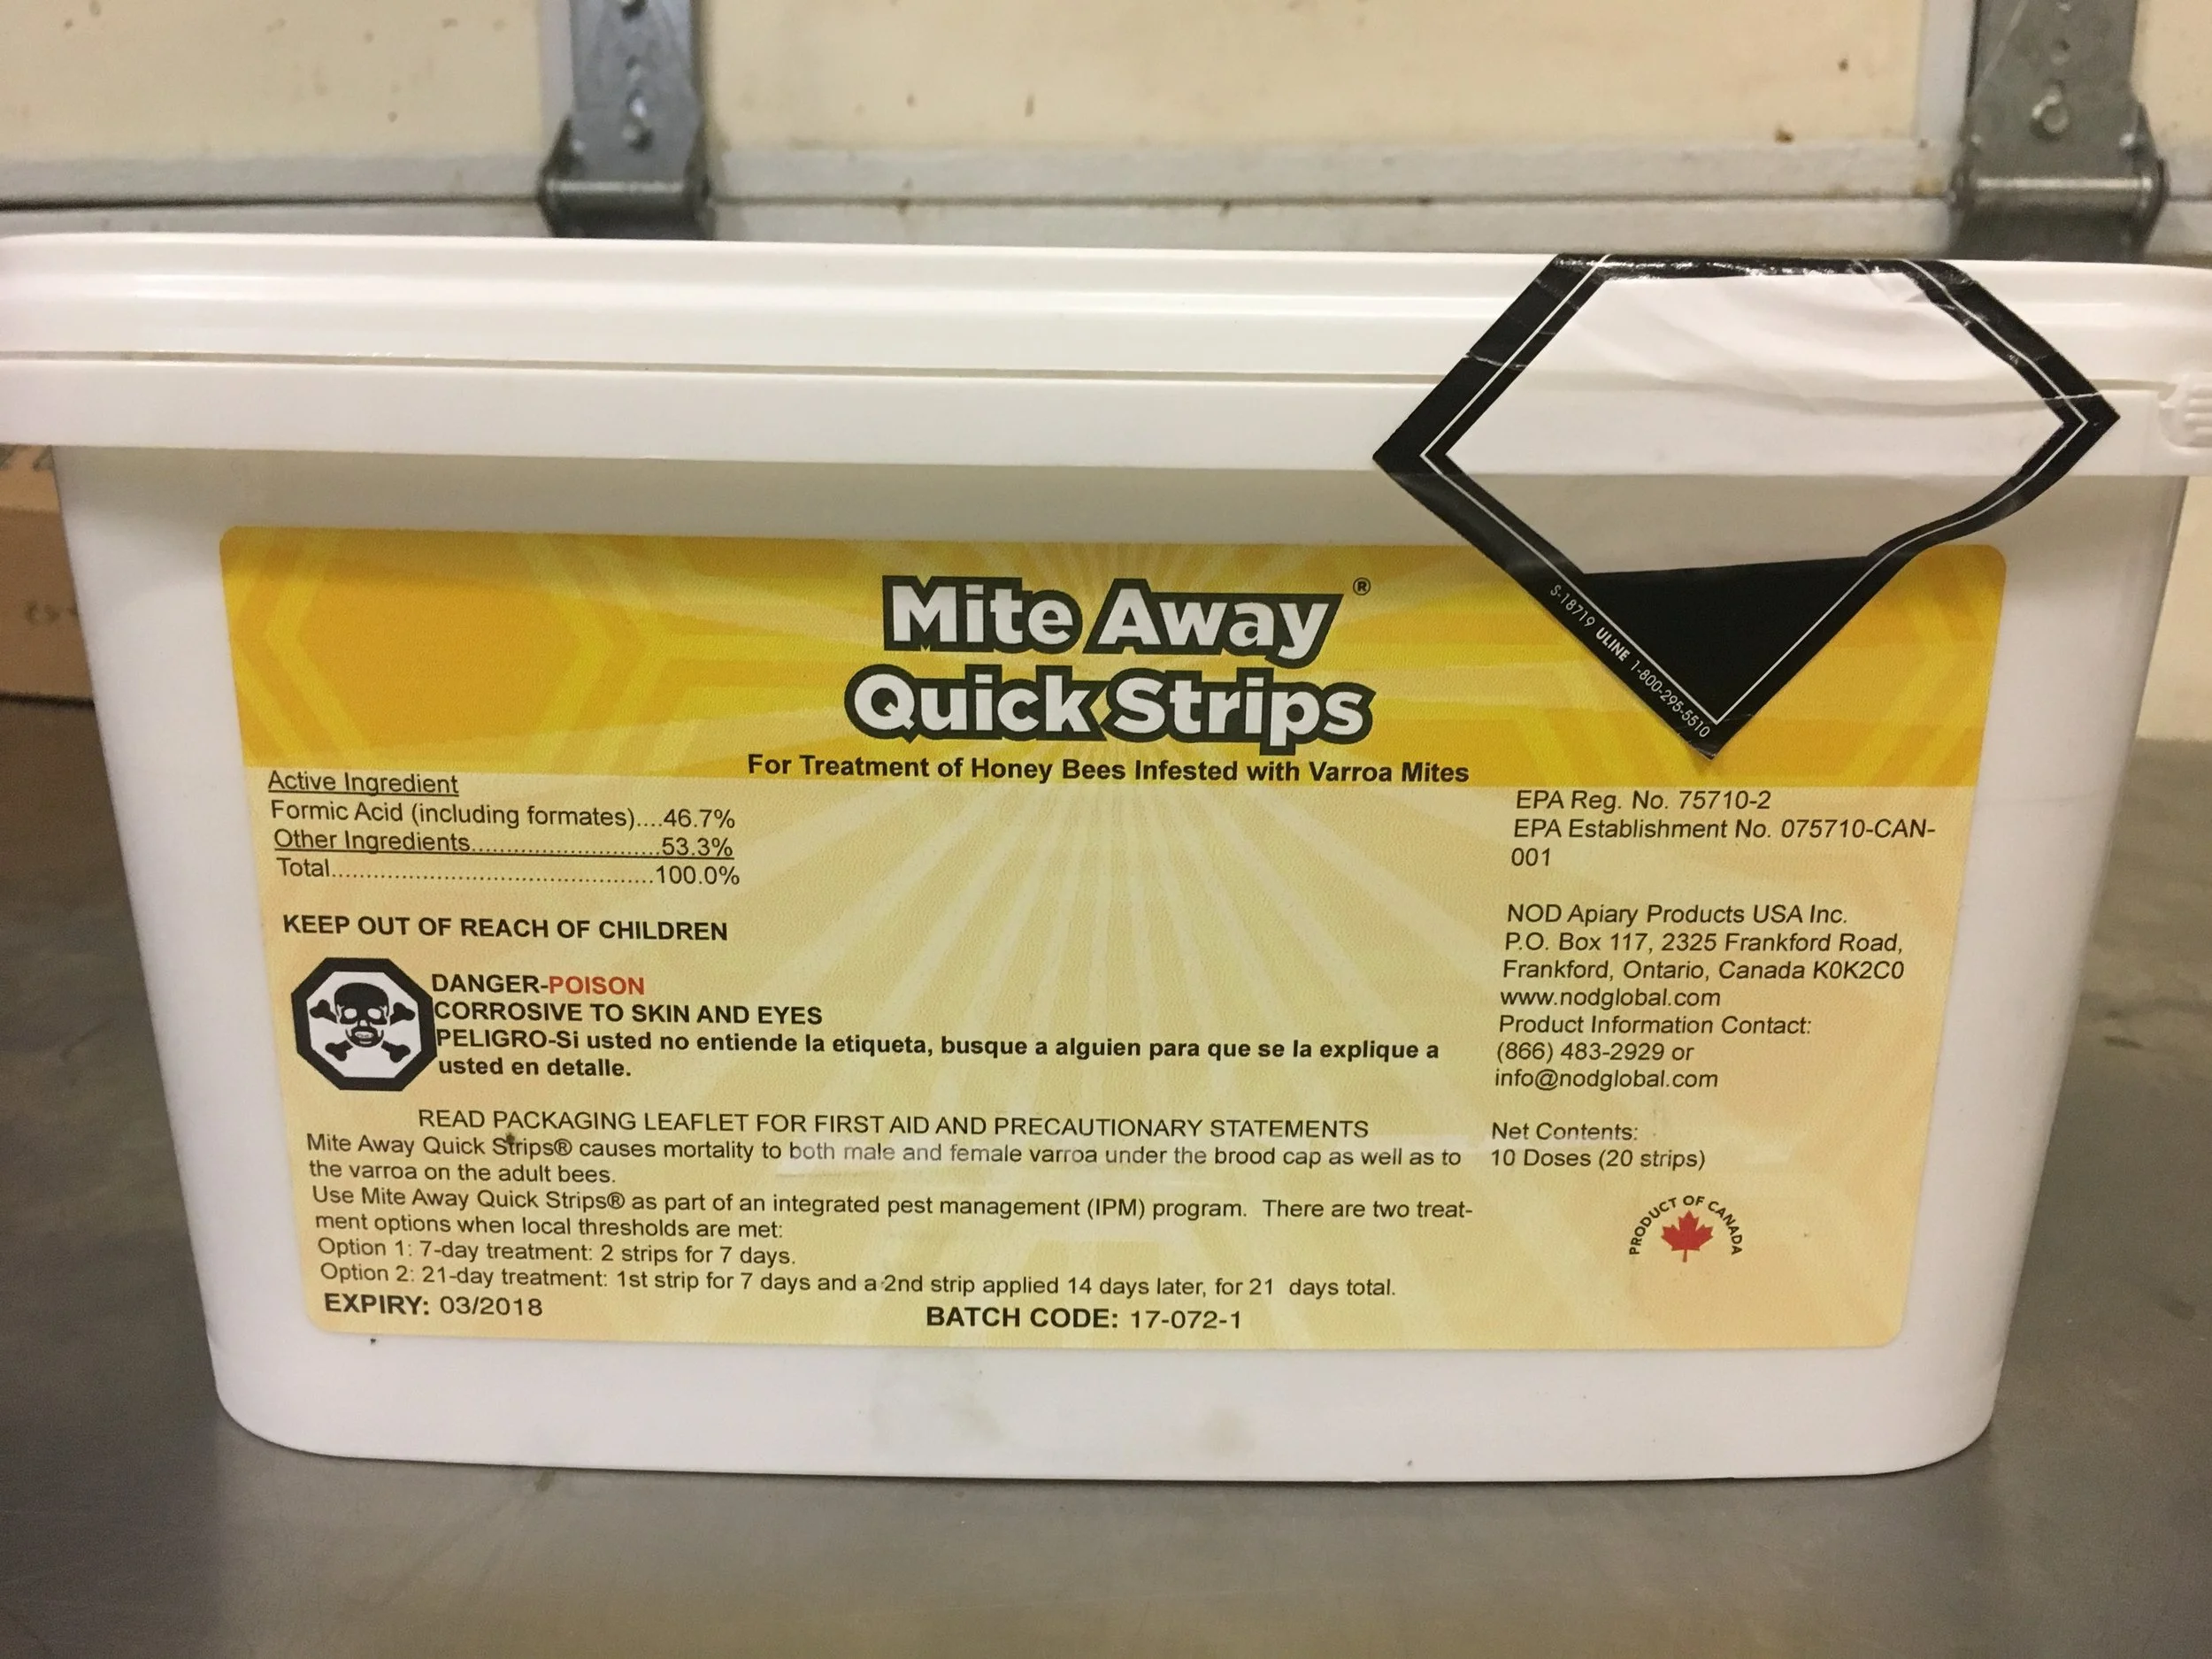 S-18719 ULINE 1-800-295-5510
Mite Away®
Quick Strips
For Treatment of Honey Bees Infested with Varroa Mites
Active Ingredient
Formic Acid (including formates)....46.7%
Other Ingredients...........................53.3%
Total..............................................100.0%
KEEP OUT OF REACH OF CHILDREN
DANGER-POISON
CORROSIVE TO SKIN AND EYES
PELIGRO-Si usted no entiende la etiqueta, busque a alguien para que se la explique a
usted en detalle.
READ PACKAGING LEAFLET FOR FIRST AID AND PRECAUTIONARY STATEMENTS
Mite Away Quick Strips® causes mortality to both male and female varroa under the brood cap as well as to
the varroa on the adult bees.
Use Mite Away Quick Strips® as part of an integrated pest management (IPM) program.  There are two treat-
ment options when local thresholds are met:
Option 1: 7-day treatment: 2 strips for 7 days.
Option 2: 21-day treatment: 1st strip for 7 days and a 2nd strip applied 14 days later, for 21  days total.
EXPIRY: 03/2018
BATCH CODE: 17-072-1
EPA Reg. No. 75710-2
EPA Establishment No. 075710-CAN-
001
NOD Apiary Products USA Inc.
P.O. Box 117, 2325 Frankford Road,
Frankford, Ontario, Canada K0K2C0
www.nodglobal.com
Product Information Contact:
(866) 483-2929 or
info@nodglobal.com
Net Contents:
10 Doses (20 strips)
PRODUCT OF CANADA